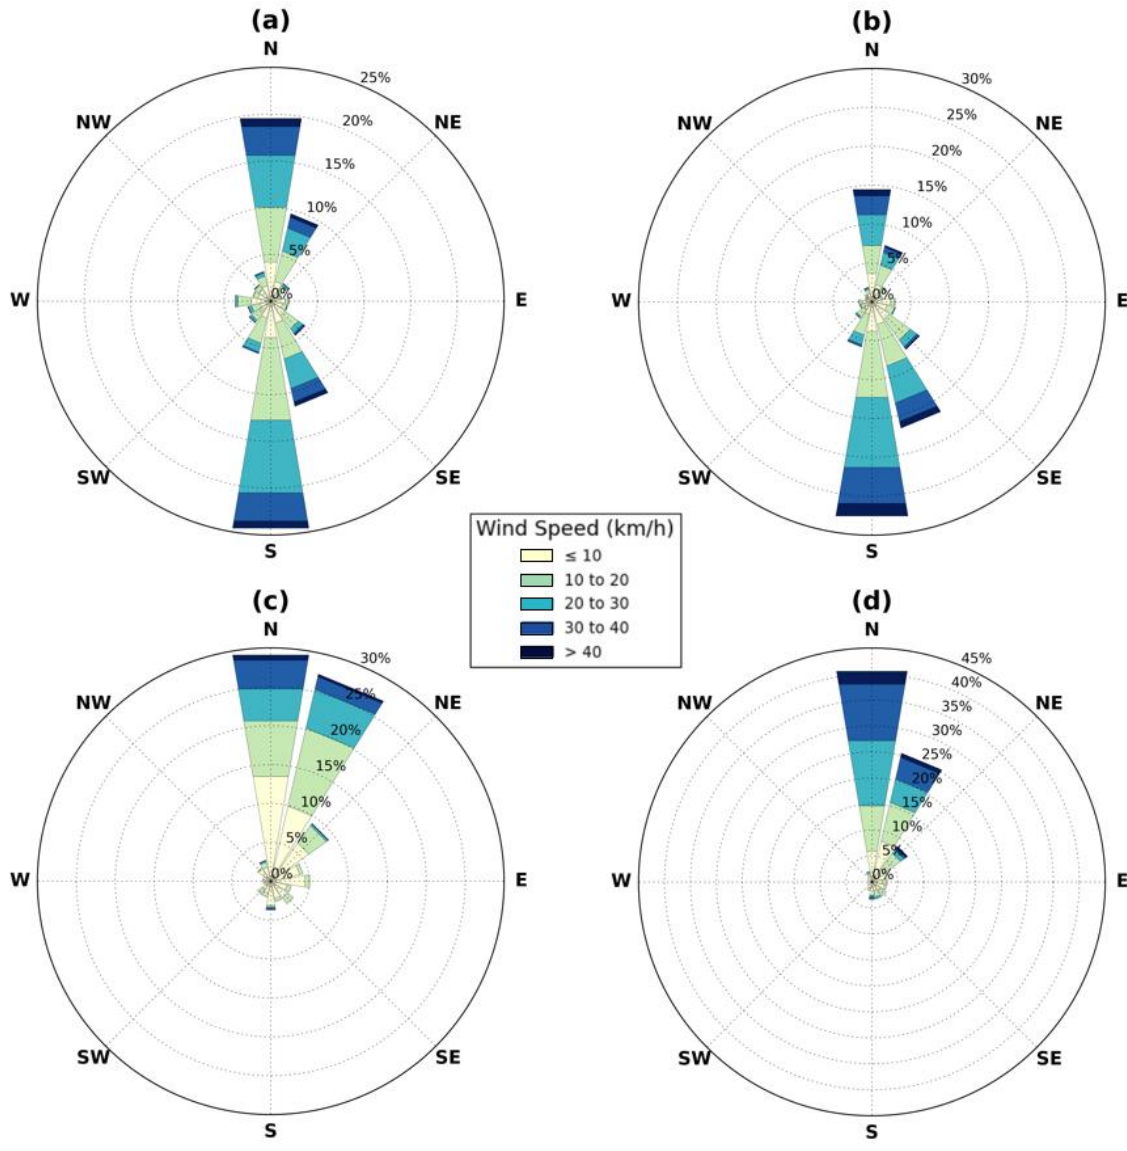 (a)
N
25%
20%
15%
10%
5%
0%
NW
NE
W
E
SW
SE
S
(b)
N
30%
25%
20%
15%
10%
5%
0%
NW
NE
W
E
SW
SE
S
Wind Speed (km/h)
≤ 10
10 to 20
20 to 30
30 to 40
> 40
(c)
N
30%
25%
20%
15%
10%
5%
0%
NW
NE
W
E
SW
SE
S
(d)
N
45%
40%
35%
30%
25%
20%
15%
10%
5%
0%
NW
NE
W
E
SW
SE
S